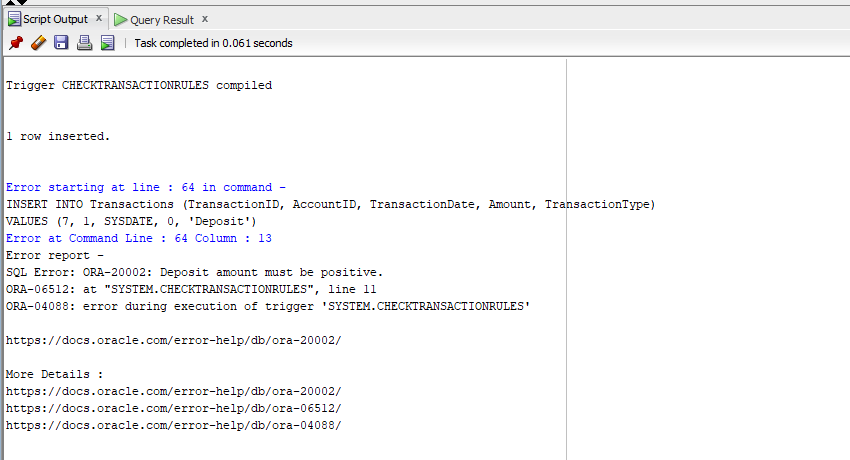 Script Output x Query Result x
Task completed in 0.061 seconds
Trigger CHECKTRANSACTIONRULES compiled
1 row inserted.
Error starting at line : 64 in command -
INSERT INTO Transactions (TransactionID, AccountID, TransactionDate, Amount, TransactionType)
VALUES (7, 1, SYSDATE, 0, 'Deposit')
Error at Command Line : 64 Column : 13
Error report -
SQL Error: ORA-20002: Deposit amount must be positive.
ORA-06512: at "SYSTEM.CHECKTRANSACTIONRULES", line 11
ORA-04088: error during execution of trigger 'SYSTEM.CHECKTRANSACTIONRULES'
https://docs.oracle.com/error-help/db/ora-20002/
More Details :
https://docs.oracle.com/error-help/db/ora-20002/
https://docs.oracle.com/error-help/db/ora-06512/
https://docs.oracle.com/error-help/db/ora-04088/